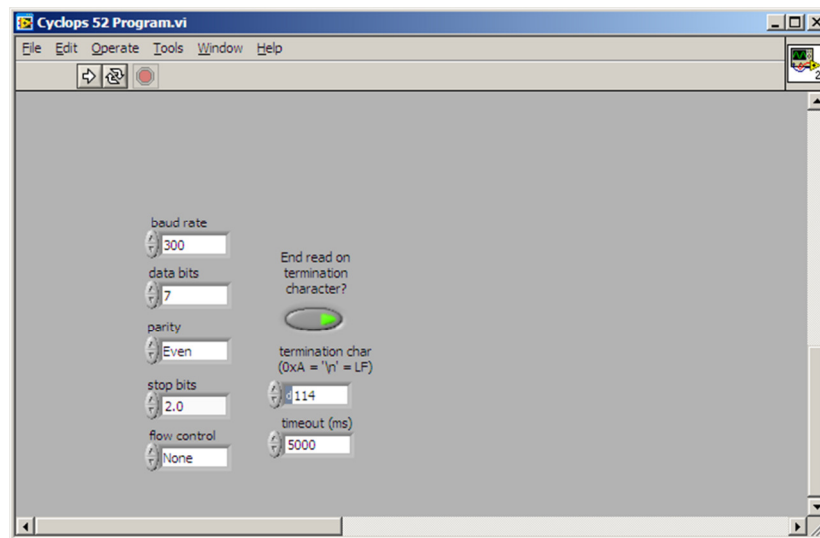 Cyclops 52 Program.vi
File Edit Operate Tools Window Help
2
baud rate
300
data bits
7
parity
Even
stop bits
2.0
flow control
None
End read on
termination
character?
termination char
(0xA = '\n' = LF)
d 114
timeout (ms)
5000